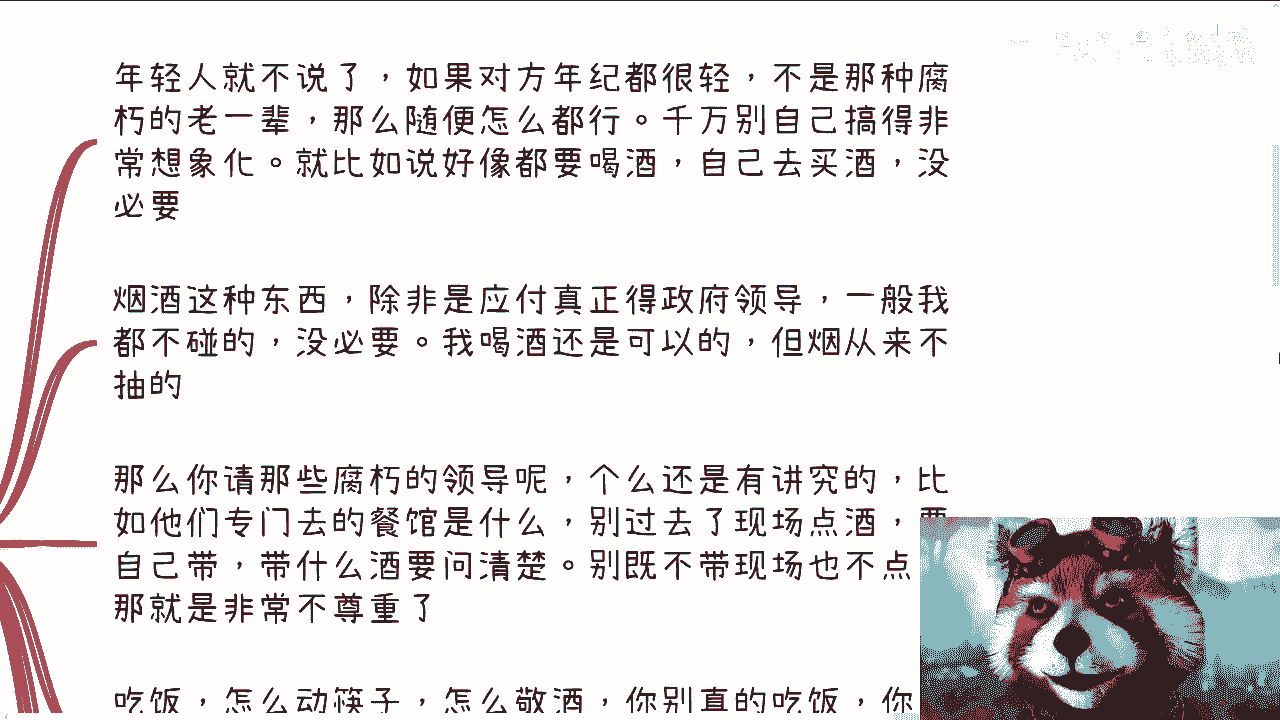 年轻人就不说了，如果对方年纪都很轻，不是那种腐
朽的老一辈，那么随便怎么都行。千万别自己搞得非
常想象化。就比如说好像都要喝酒，自己去买酒，没
必要
烟酒这种东西，除非是应付真正得政府领导，一般我
都不碰的，没必要。我喝酒还是可以的，但烟从来不
抽的
那么你请那些腐朽的领导呢，个么还是有讲究的，比
如他们专门去的餐馆是什么，别过去了现场点酒，要
自己带，带什么酒要问清楚。别既不带现场也不点
那就是非常不尊重了
吃饭，怎么动筷子，怎么敬酒，你别真的吃饭，你